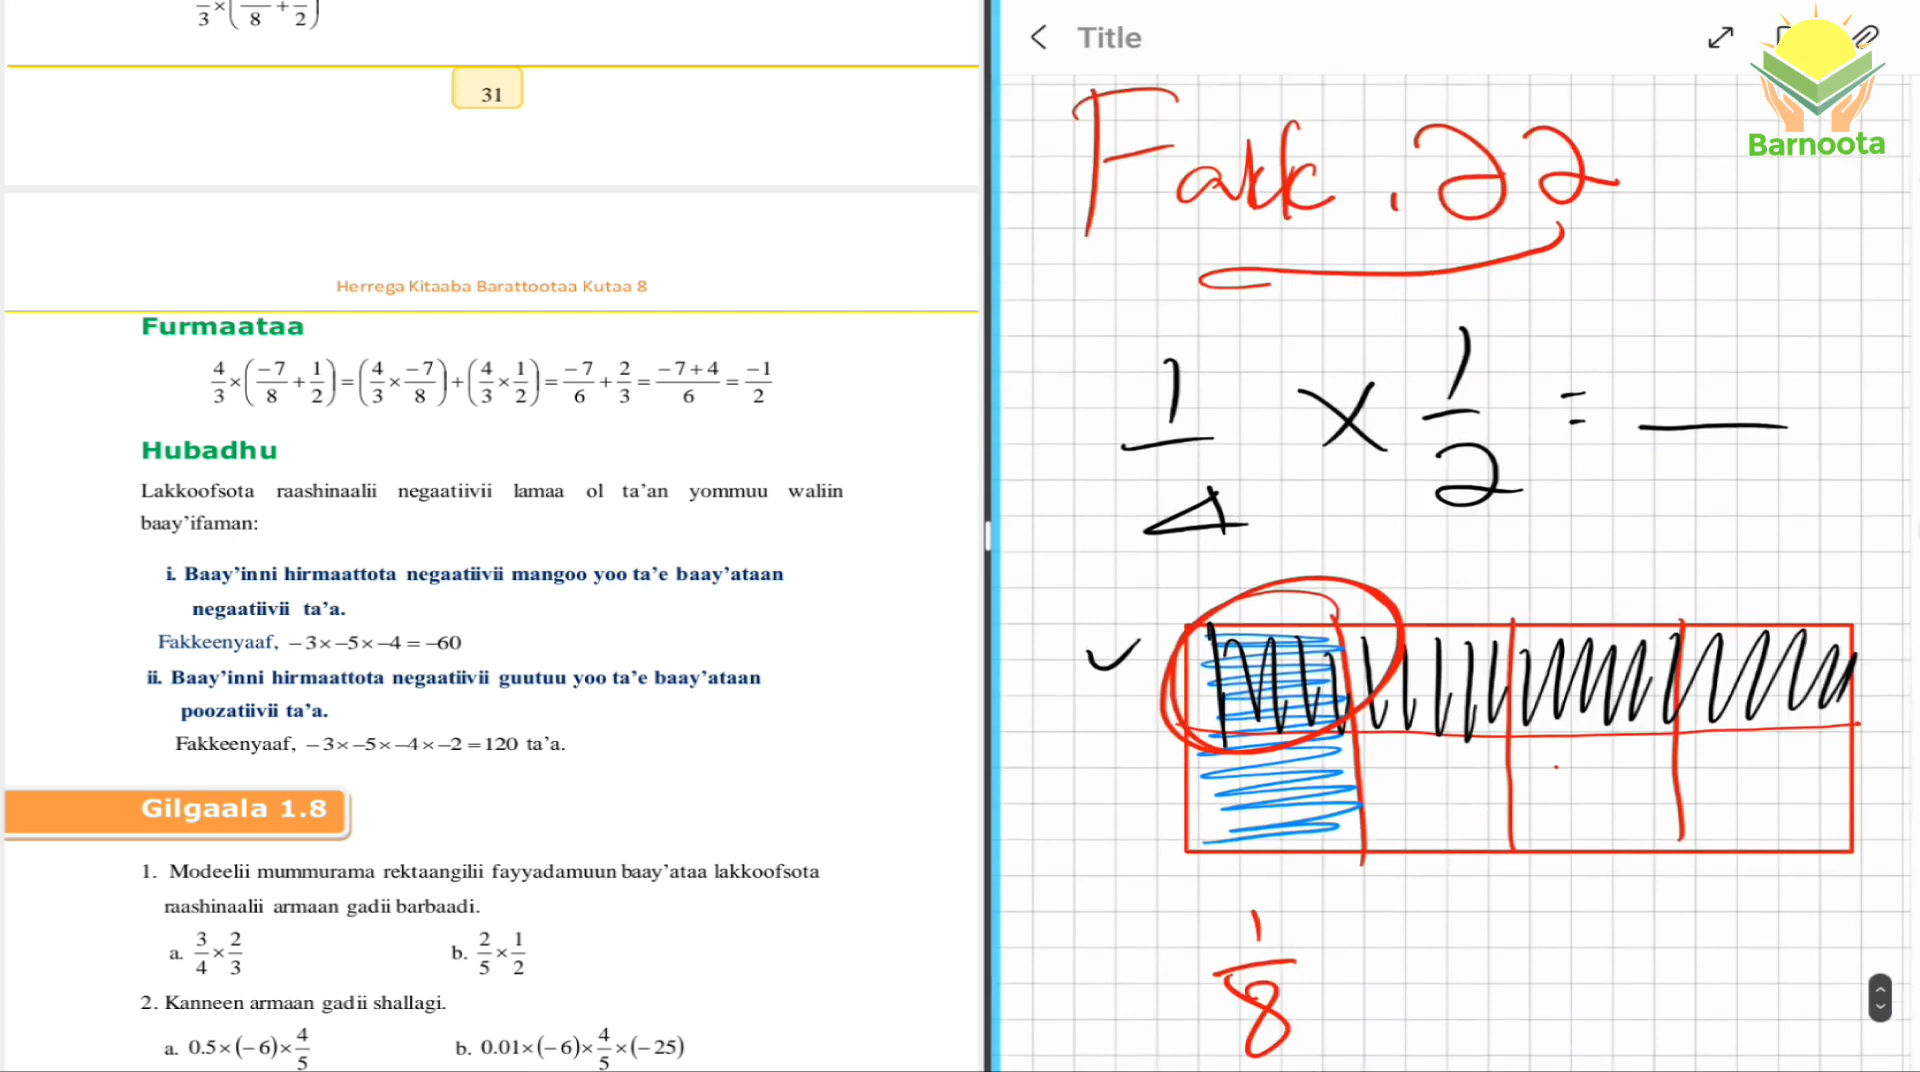 3 × ( 8 + 2 )
31
Herrega Kitaaba Barattootaa Kutaa 8
Furmaataa
4/3 × (−7/8 + 1/2) = (4/3 × −7/8) + (4/3 × 1/2) = −7/6 + 2/3 = −7+4/6 = −1/2
Hubadhu
Lakkoofsota raashinaalii negaatiivii lamaa ol ta’an yommuu waliin
baay’ifaman:
i. Baay’inni hirmaattota negaatiivii mangoo yoo ta’e baay’ataan
negaatiivii ta’a.
Fakkeenyaaf, −3×−5×−4 = −60
ii. Baay’inni hirmaattota negaatiivii guutuu yoo ta’e baay’ataan
poozatiivii ta’a.
Fakkeenyaaf, −3×−5×−4×−2 = 120 ta’a.
Gilgaala 1.8
1. Modeelii mummurama rektaangilii fayyadamuun baay’ataa lakkoofsota
raashinaalii armaan gadii barbaadi.
a. 3/4 × 2/3 b. 2/5 × 1/2
2. Kanneen armaan gadii shallagi.
a. 0.5×(−6)×4/5 b. 0.01×(−6)×4/5×(−25)
Title
Barnoota
Fakk. 22
1/4 × 1/2 = __
1/8